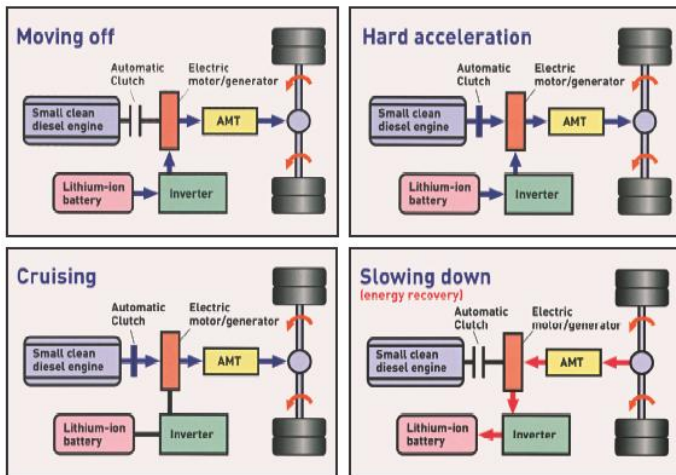 Moving off
Automatic
Clutch
Electric
motor/generator
Small clean
diesel engine
AMT
Lithium-ion
battery
Inverter
Hard acceleration
Automatic
Clutch
Electric
motor/generator
Small clean
diesel engine
AMT
Lithium-ion
battery
Inverter
Cruising
Automatic
Clutch
Electric
motor/generator
Small clean
diesel engine
AMT
Lithium-ion
battery
Inverter
Slowing down
(energy recovery)
Automatic
Clutch
Electric
motor/generator
Small clean
diesel engine
AMT
Lithium-ion
battery
Inverter